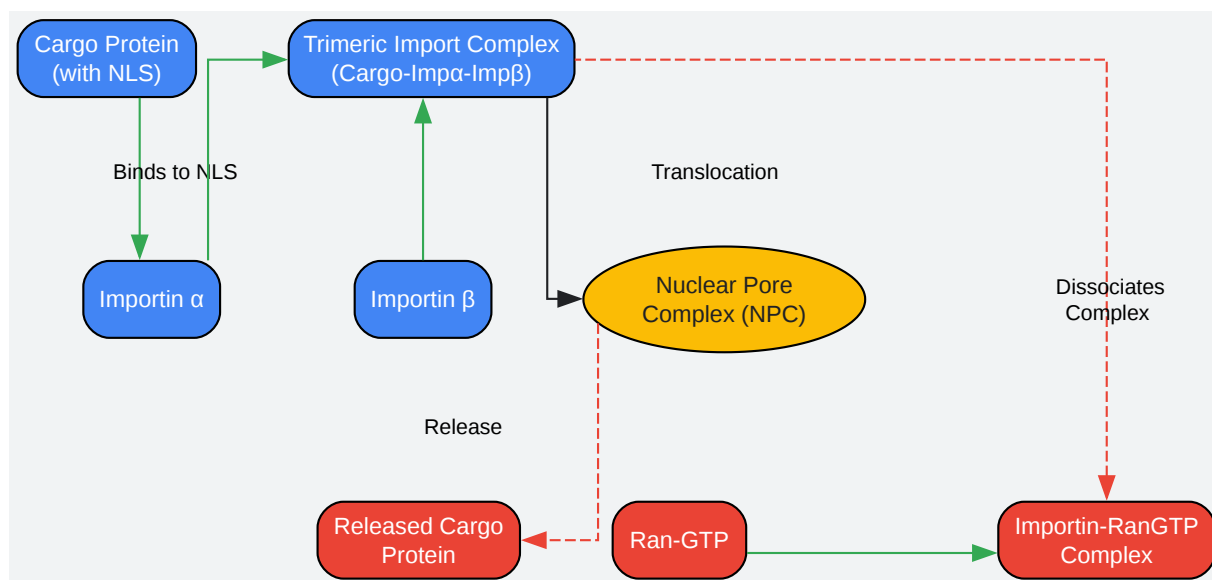 Cargo Protein
(with NLS)
Trimeric Import Complex
(Cargo-Impα-Impβ)
Binds to NLS
Translocation
Importin α
Importin β
Nuclear Pore
Complex (NPC)
Dissociates
Complex
Release
Released Cargo
Protein
Ran-GTP
Importin-RanGTP
Complex